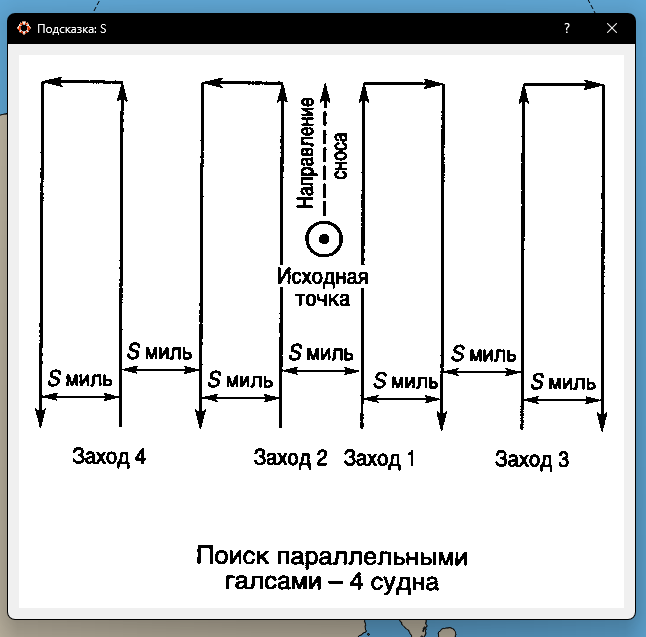 Подсказка: S
?
Направление
сноса
Исходная
точка
S миль
S миль
S миль
S миль
S миль
S миль
S миль
Заход 4
Заход 2
Заход 1
Заход 3
Поиск параллельными
галсами – 4 судна